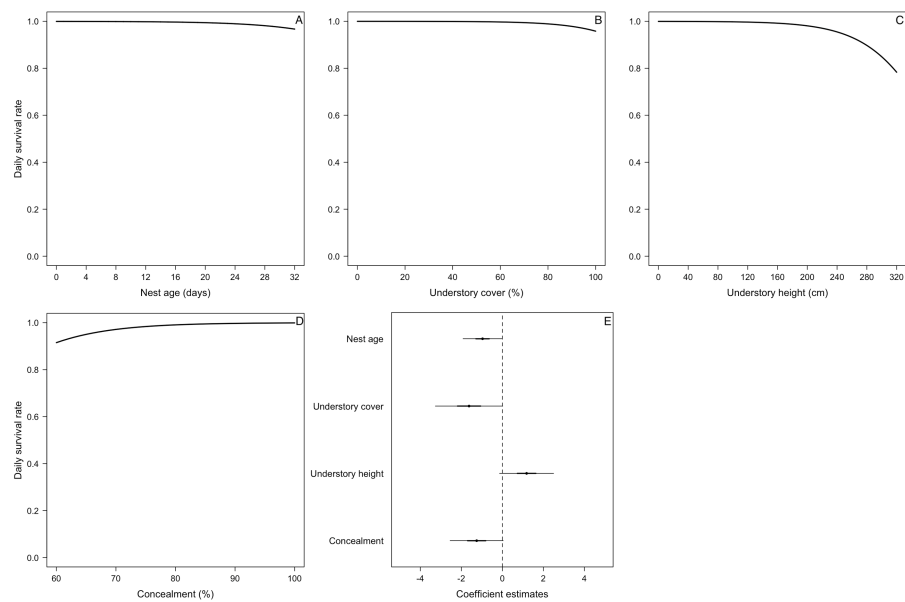 A
1.0
0.8
0.6
0.4
0.2
0.0
Daily survival rate
0 4 8 12 16 20 24 28 32
Nest age (days)
B
1.0
0.8
0.6
0.4
0.2
0.0
0 20 40 60 80 100
Understory cover (%)
C
1.0
0.8
0.6
0.4
0.2
0.0
0 40 80 120 160 200 240 280 320
Understory height (cm)
D
1.0
0.8
0.6
0.4
0.2
0.0
Daily survival rate
60 70 80 90 100
Concealment (%)
E
Nest age
Understory cover
Understory height
Concealment
-4 -2 0 2 4
Coefficient estimates